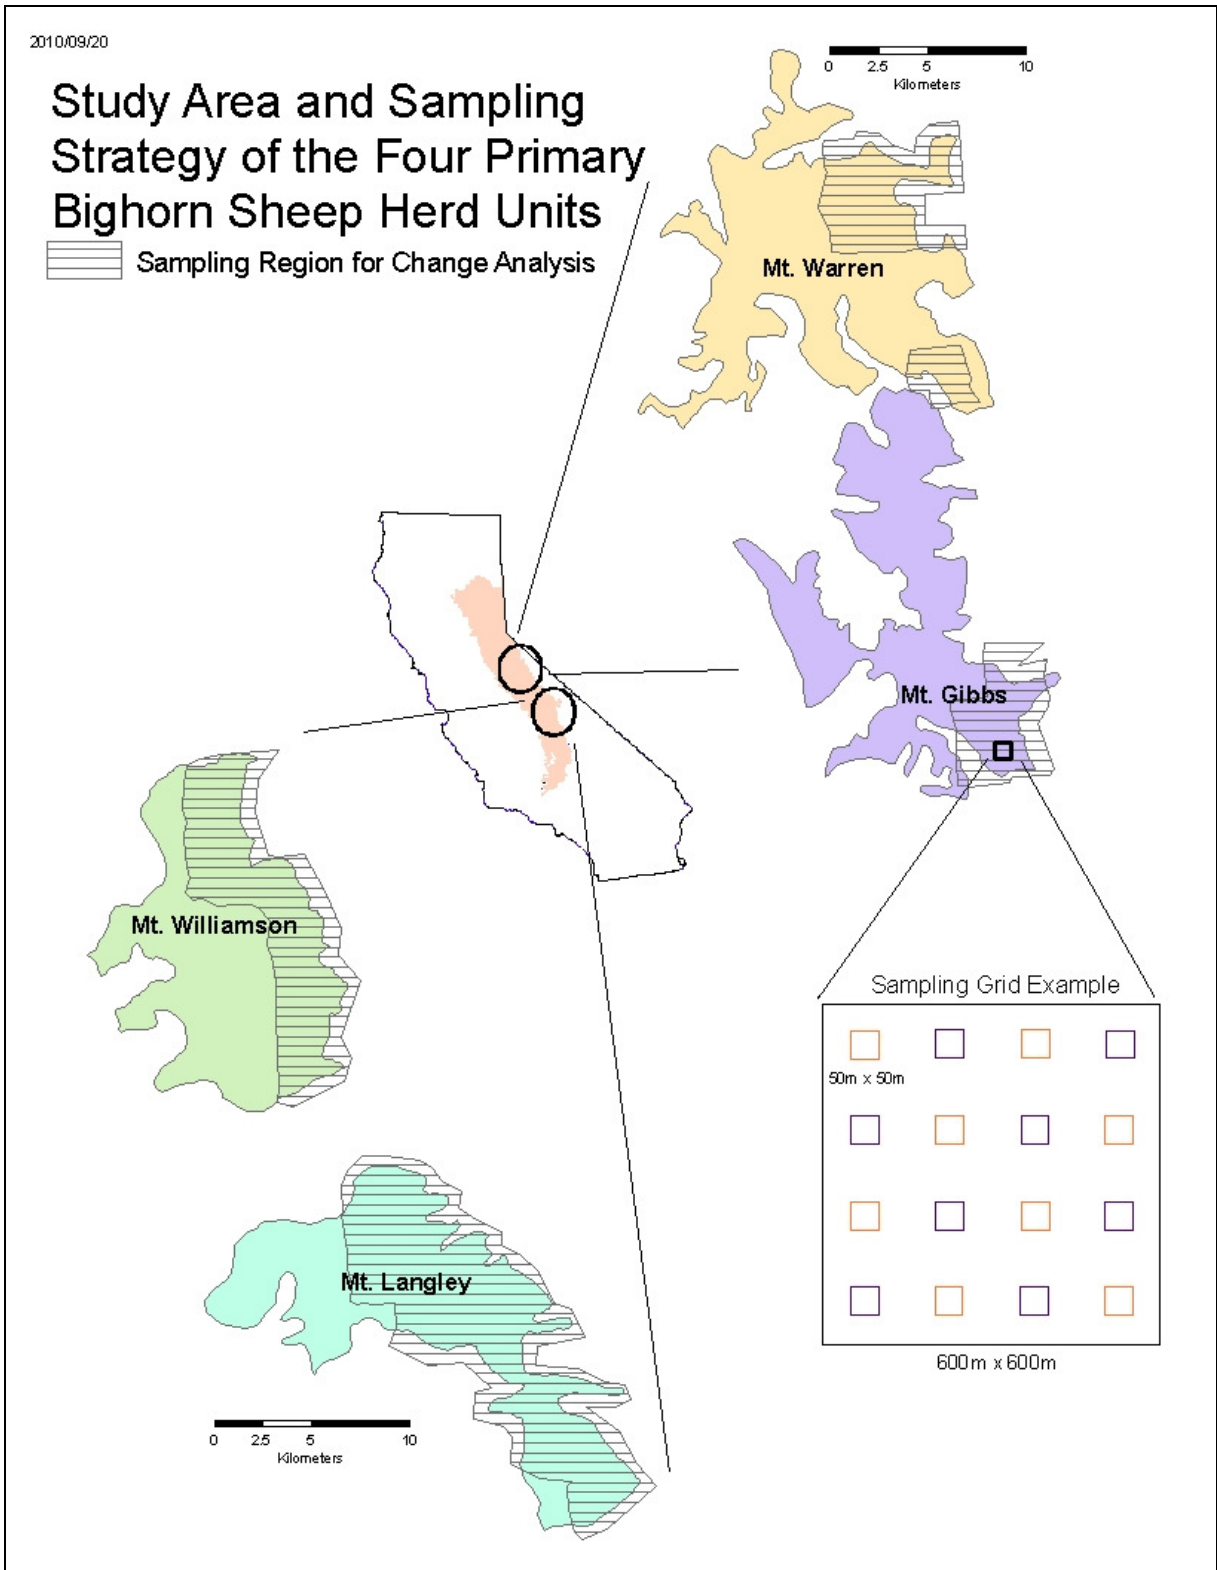 2010/09/20
Study Area and Sampling
Strategy of the Four Primary
Bighorn Sheep Herd Units
Sampling Region for Change Analysis
0 2.5 5 10
Kilometers
Mt. Warren
Mt. Gibbs
Mt. Williamson
Sampling Grid Example
50m x 50m
600m x 600m
Mt. Langley
0 2.5 5 10
Kilometers